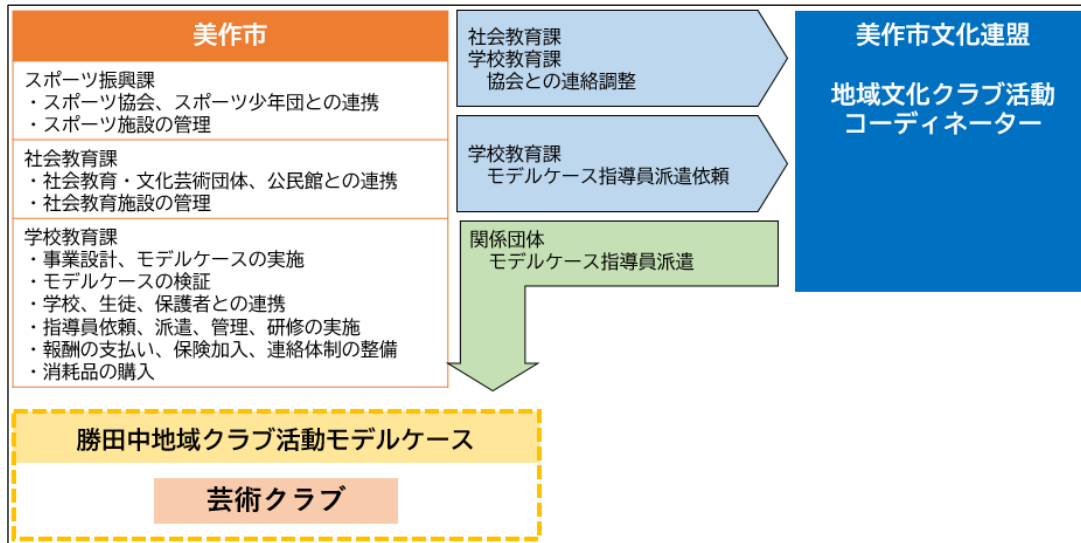 美作市
スポーツ振興課
・スポーツ協会、スポーツ少年団との連携
・スポーツ施設の管理
社会教育課
・社会教育・文化芸術団体、公民館との連携
・社会教育施設の管理
学校教育課
・事業設計、モデルケースの実施
・モデルケースの検証
・学校、生徒、保護者との連携
・指導員依頼、派遣、管理、研修の実施
・報酬の支払い、保険加入、連絡体制の整備
・消耗品の購入
社会教育課
学校教育課
協会との連絡調整
学校教育課
モデルケース指導員派遣依頼
関係団体
モデルケース指導員派遣
美作市文化連盟
地域文化クラブ活動
コーディネーター
勝田中地域クラブ活動モデルケース
芸術クラブ